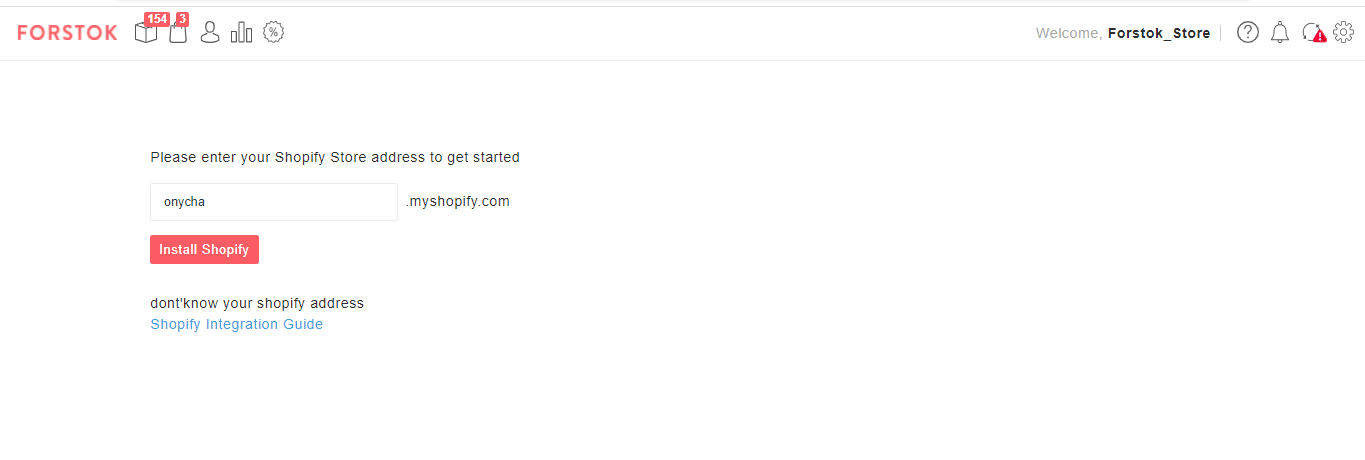 FORSTOK 154 3 % Welcome, Forstok_Store ?
Please enter your Shopify Store address to get started
onycha .myshopify.com
Install Shopify
dont'know your shopify address
Shopify Integration Guide